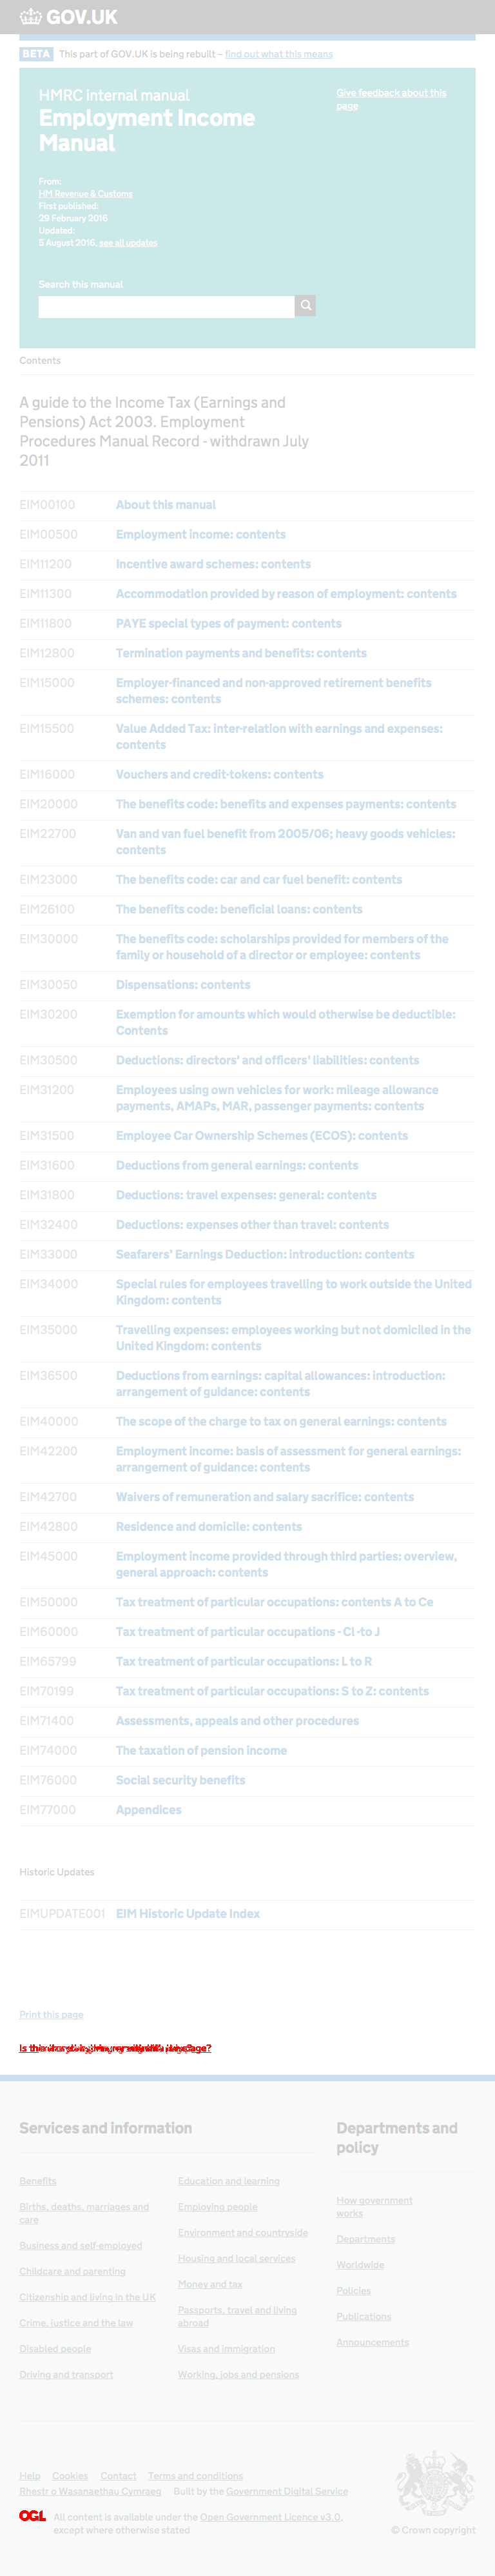 GOV.UK
BETA This part of GOV.UK is being rebuilt – find out what this means
HMRC internal manual
Employment Income
Manual
Give feedback about this
page
From:
HM Revenue & Customs
First published:
29 February 2016
Updated:
5 August 2016, see all updates
Search this manual
Contents
A guide to the Income Tax (Earnings and
Pensions) Act 2003. Employment
Procedures Manual Record - withdrawn July
2011
EIM00100 About this manual
EIM00500 Employment income: contents
EIM11200 Incentive award schemes: contents
EIM11300 Accommodation provided by reason of employment: contents
EIM11800 PAYE special types of payment: contents
EIM12800 Termination payments and benefits: contents
EIM15000 Employer-financed and non-approved retirement benefits
schemes: contents
EIM15500 Value Added Tax: inter-relation with earnings and expenses:
contents
EIM16000 Vouchers and credit-tokens: contents
EIM20000 The benefits code: benefits and expenses payments: contents
EIM22700 Van and van fuel benefit from 2005/06; heavy goods vehicles:
contents
EIM23000 The benefits code: car and car fuel benefit: contents
EIM26100 The benefits code: beneficial loans: contents
EIM30000 The benefits code: scholarships provided for members of the
family or household of a director or employee: contents
EIM30050 Dispensations: contents
EIM30200 Exemption for amounts which would otherwise be deductible:
Contents
EIM30500 Deductions: directors' and officers' liabilities: contents
EIM31200 Employees using own vehicles for work: mileage allowance
payments, AMAPs, MAR, passenger payments: contents
EIM31500 Employee Car Ownership Schemes (ECOS): contents
EIM31600 Deductions from general earnings: contents
EIM31800 Deductions: travel expenses: general: contents
EIM32400 Deductions: expenses other than travel: contents
EIM33000 Seafarers' Earnings Deduction: introduction: contents
EIM34000 Special rules for employees travelling to work outside the United
Kingdom: contents
EIM35000 Travelling expenses: employees working but not domiciled in the
United Kingdom: contents
EIM36500 Deductions from earnings: capital allowances: introduction:
arrangement of guidance: contents
EIM40000 The scope of the charge to tax on general earnings: contents
EIM42200 Employment income: basis of assessment for general earnings:
arrangement of guidance: contents
EIM42700 Waivers of remuneration and salary sacrifice: contents
EIM42800 Residence and domicile: contents
EIM45000 Employment income provided through third parties: overview,
general approach: contents
EIM50000 Tax treatment of particular occupations: contents A to Ce
EIM60000 Tax treatment of particular occupations - Cl -to J
EIM65799 Tax treatment of particular occupations: L to R
EIM70199 Tax treatment of particular occupations: S to Z: contents
EIM71400 Assessments, appeals and other procedures
EIM74000 The taxation of pension income
EIM76000 Social security benefits
EIM77000 Appendices
Historic Updates
EIMUPDATE001 EIM Historic Update Index
Print this page
Services and information
Departments and
policy
Benefits
Births, deaths, marriages and
care
Business and self-employed
Childcare and parenting
Citizenship and living in the UK
Crime, justice and the law
Disabled people
Driving and transport
Education and learning
Employing people
Environment and countryside
Housing and local services
Money and tax
Passports, travel and living
abroad
Visas and immigration
Working, jobs and pensions
How government
works
Departments
Worldwide
Policies
Publications
Announcements
Help Cookies Contact Terms and conditions
Rhestr o Wasanaethau Cymraeg Built by the Government Digital Service
OGL All content is available under the Open Government Licence v3.0,
except where otherwise stated
© Crown copyright